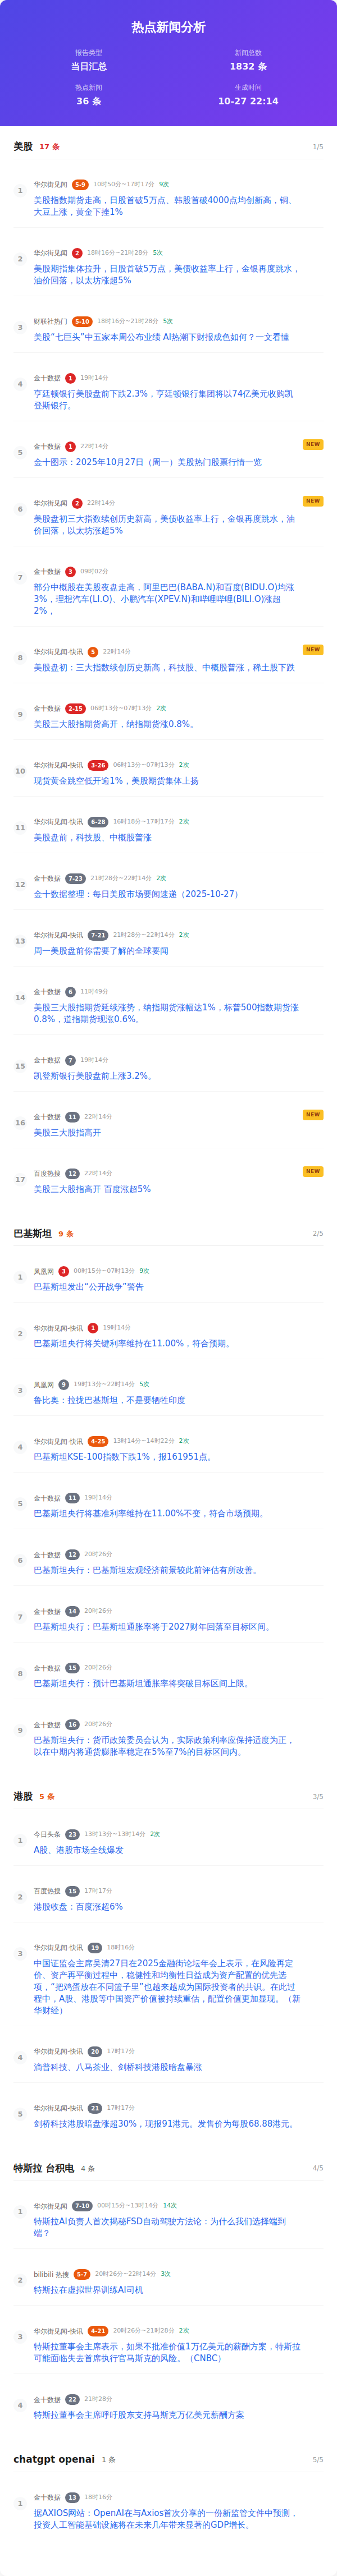 热点新闻分析
报告类型
新闻总数
当日汇总
1832 条
热点新闻
生成时间
36 条
10-27 22:14
美股 17 条 1/5
1
华尔街见闻 5-9 10时50分~17时17分 9次
美股指数期货走高，日股首破5万点、韩股首破4000点均创新高，铜、
大豆上涨，黄金下挫1%
2
华尔街见闻 2 18时16分~21时28分 5次
美股期指集体拉升，日股首破5万点，美债收益率上行，金银再度跳水，
油价回落，以太坊涨超5%
3
财联社热门 5-10 18时16分~21时28分 5次
美股“七巨头”中五家本周公布业绩 AI热潮下财报成色如何？一文看懂
4
金十数据 1 19时14分
亨廷顿银行美股盘前下跌2.3%，亨廷顿银行集团将以74亿美元收购凯
登斯银行。
5
金十数据 1 22时14分 NEW
金十图示：2025年10月27日（周一）美股热门股票行情一览
6
华尔街见闻 2 22时14分 NEW
美股盘初三大指数续创历史新高，美债收益率上行，金银再度跳水，油
价回落，以太坊涨超5%
7
金十数据 3 09时02分
部分中概股在美股夜盘走高，阿里巴巴(BABA.N)和百度(BIDU.O)均涨
3%，理想汽车(LI.O)、小鹏汽车(XPEV.N)和哔哩哔哩(BILI.O)涨超
2%，
8
华尔街见闻-快讯 5 22时14分 NEW
美股盘初：三大指数续创历史新高，科技股、中概股普涨，稀土股下跌
9
金十数据 2-15 06时13分~07时13分 2次
美股三大股指期货高开，纳指期货涨0.8%。
10
华尔街见闻-快讯 3-26 06时13分~07时13分 2次
现货黄金跳空低开逾1%，美股期货集体上扬
11
华尔街见闻-快讯 6-28 16时18分~17时17分 2次
美股盘前，科技股、中概股普涨
12
金十数据 7-23 21时28分~22时14分 2次
金十数据整理：每日美股市场要闻速递（2025-10-27）
13
华尔街见闻-快讯 7-21 21时28分~22时14分 2次
周一美股盘前你需要了解的全球要闻
14
金十数据 6 11时49分
美股三大股指期货延续涨势，纳指期货涨幅达1%，标普500指数期货涨
0.8%，道指期货现涨0.6%。
15
金十数据 7 19时14分
凯登斯银行美股盘前上涨3.2%。
16
金十数据 11 22时14分 NEW
美股三大股指高开
17
百度热搜 12 22时14分 NEW
美股三大股指高开 百度涨超5%
巴基斯坦 9 条 2/5
1
凤凰网 3 00时15分~07时13分 9次
巴基斯坦发出“公开战争”警告
2
华尔街见闻-快讯 1 19时14分
巴基斯坦央行将关键利率维持在11.00%，符合预期。
3
凤凰网 9 19时13分~22时14分 5次
鲁比奥：拉拢巴基斯坦，不是要牺牲印度
4
华尔街见闻-快讯 4-25 13时14分~14时22分 2次
巴基斯坦KSE-100指数下跌1%，报161951点。
5
金十数据 11 19时14分
巴基斯坦央行将基准利率维持在11.00%不变，符合市场预期。
6
金十数据 12 20时26分
巴基斯坦央行：巴基斯坦宏观经济前景较此前评估有所改善。
7
金十数据 14 20时26分
巴基斯坦央行：巴基斯坦通胀率将于2027财年回落至目标区间。
8
金十数据 15 20时26分
巴基斯坦央行：预计巴基斯坦通胀率将突破目标区间上限。
9
金十数据 16 20时26分
巴基斯坦央行：货币政策委员会认为，实际政策利率应保持适度为正，
以在中期内将通货膨胀率稳定在5%至7%的目标区间内。
港股 5 条 3/5
1
今日头条 23 13时13分~13时14分 2次
A股、港股市场全线爆发
2
百度热搜 15 17时17分
港股收盘：百度涨超6%
3
华尔街见闻-快讯 19 18时16分
中国证监会主席吴清27日在2025金融街论坛年会上表示，在风险再定
价、资产再平衡过程中，稳健性和均衡性日益成为资产配置的优先选
项，“把鸡蛋放在不同篮子里”也越来越成为国际投资者的共识。在此过
程中，A股、港股等中国资产价值被持续重估，配置价值更加显现。（新
华财经）
4
华尔街见闻-快讯 20 17时17分
滴普科技、八马茶业、剑桥科技港股暗盘暴涨
5
华尔街见闻-快讯 21 17时17分
剑桥科技港股暗盘涨超30%，现报91港元。发售价为每股68.88港元。
特斯拉 台积电 4 条 4/5
1
华尔街见闻 7-10 00时15分~13时14分 14次
特斯拉AI负责人首次揭秘FSD自动驾驶方法论：为什么我们选择端到
端？
2
bilibili 热搜 5-7 20时26分~22时14分 3次
特斯拉在虚拟世界训练AI司机
3
华尔街见闻-快讯 4-21 20时26分~21时28分 2次
特斯拉董事会主席表示，如果不批准价值1万亿美元的薪酬方案，特斯拉
可能面临失去首席执行官马斯克的风险。（CNBC）
4
金十数据 22 21时28分
特斯拉董事会主席呼吁股东支持马斯克万亿美元薪酬方案
chatgpt openai 1 条 5/5
1
金十数据 13 18时16分
据AXIOS网站：OpenAI在与Axios首次分享的一份新监管文件中预测，
投资人工智能基础设施将在未来几年带来显著的GDP增长。